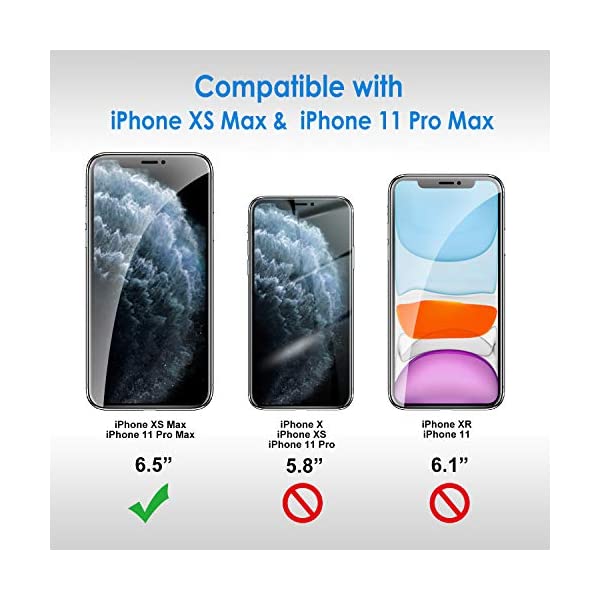 Compatible with
iPhone XS Max & iPhone 11 Pro Max
iPhone XS Max
iPhone 11 Pro Max
6.5”
iPhone X
iPhone XS
iPhone 11 Pro
5.8”
iPhone XR
iPhone 11
6.1”